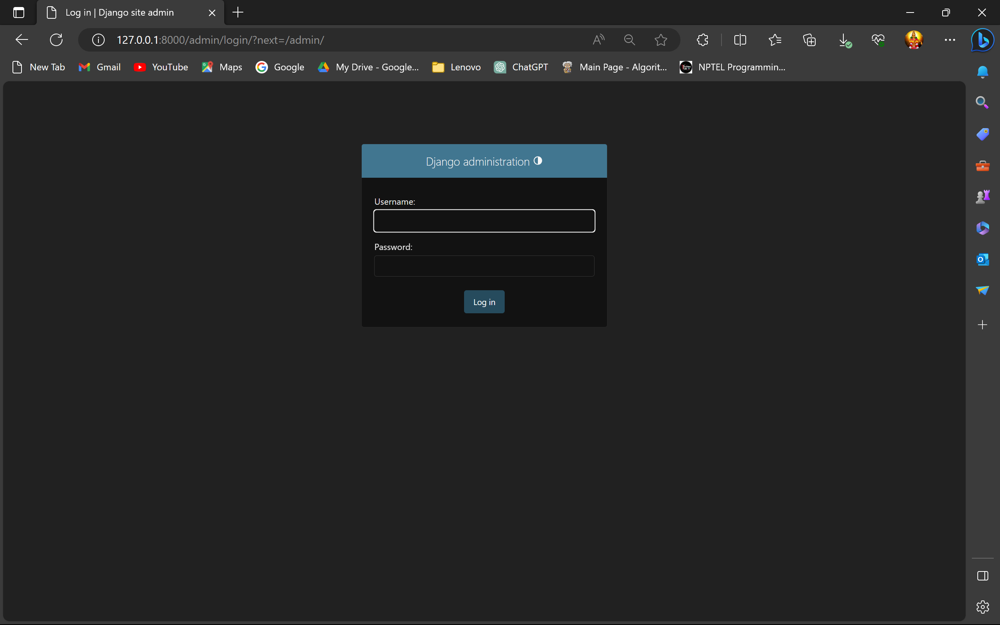 Log in | Django site admin
127.0.0.1:8000/admin/login/?next=/admin/
New Tab Gmail YouTube Maps Google My Drive - Google... Lenovo ChatGPT Main Page - Algorit... NPTEL Programmin...
Django administration
Username:
Password:
Log in